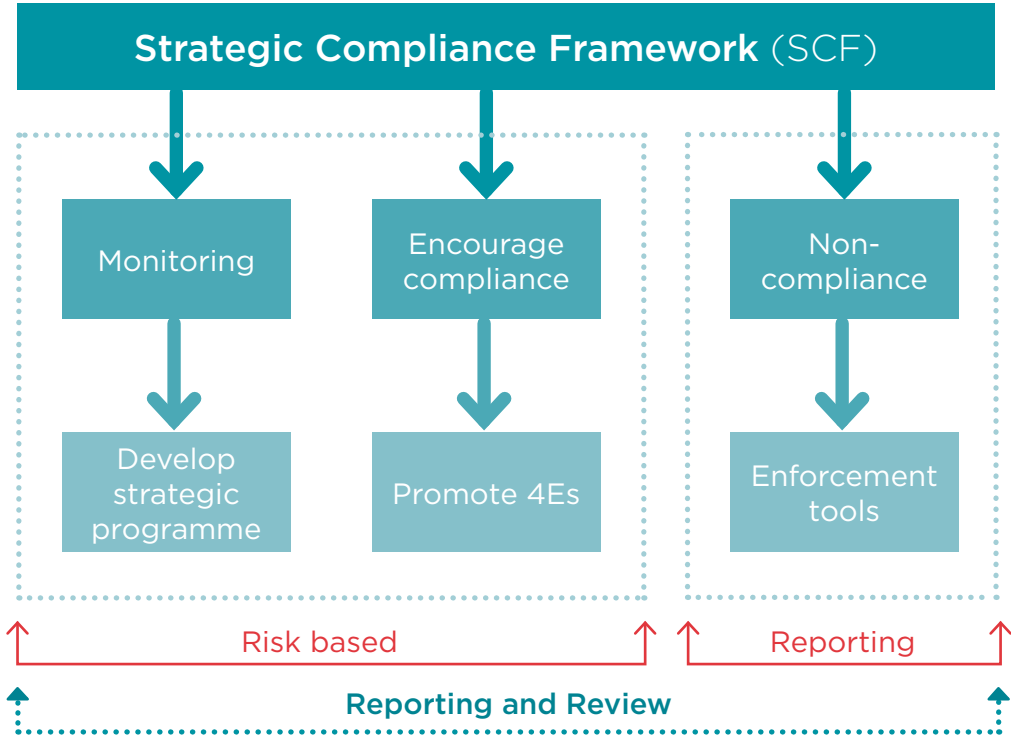 Strategic Compliance Framework (SCF)
Monitoring
Encourage
compliance
Non-
compliance
Develop
strategic
programme
Promote 4Es
Enforcement
tools
Risk based
Reporting
Reporting and Review